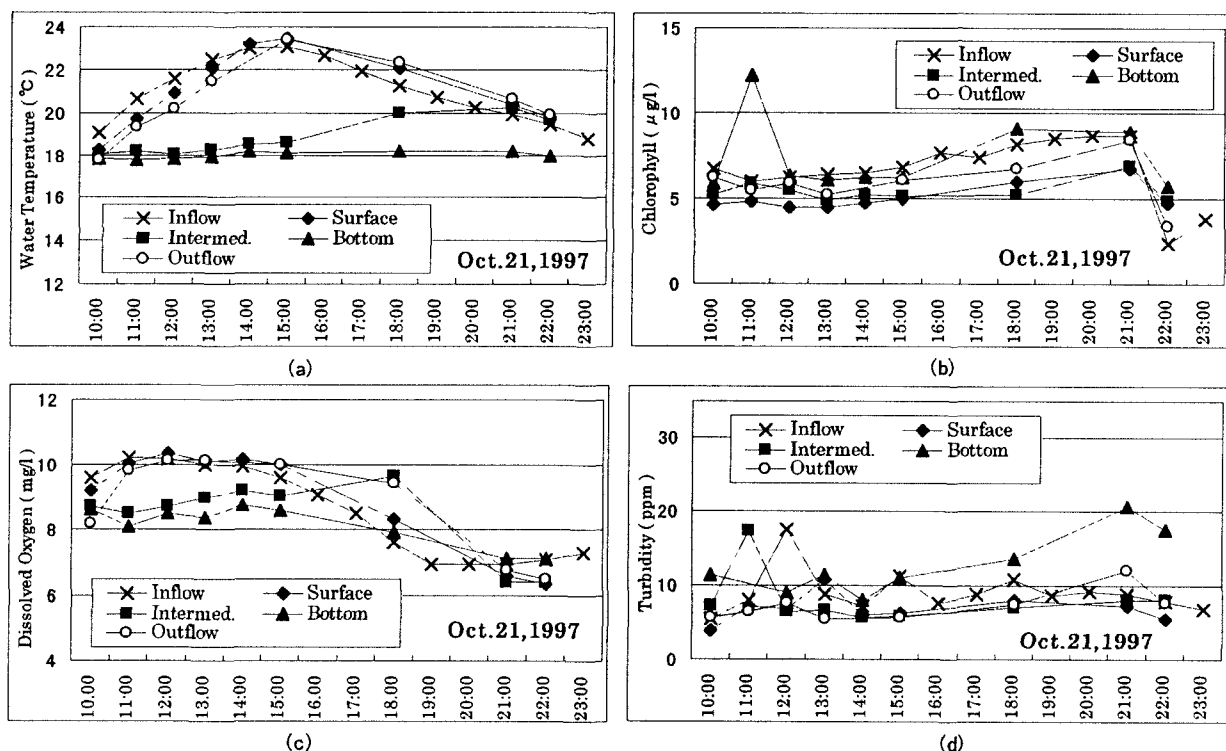 24
22
20
18
16
14
12
Water Temperature ( °C )
Inflow
Surface
Intermed.
Bottom
Outflow
Oct.21,1997
10:00
11:00
12:00
13:00
14:00
15:00
16:00
17:00
18:00
19:00
20:00
21:00
22:00
23:00
(a)
15
10
5
0
Chlorophyll ( μg/l )
Inflow
Surface
Intermed.
Bottom
Outflow
Oct.21,1997
10:00
11:00
12:00
13:00
14:00
15:00
16:00
17:00
18:00
19:00
20:00
21:00
22:00
23:00
(b)
12
10
8
6
4
Dissolved Oxygen ( mg/l )
Inflow
Surface
Intermed.
Bottom
Outflow
Oct.21,1997
10.00
11:00
12:00
13.00
14:00
15:00
16:00
17:00
18:00
19:00
20:00
21:00
22:00
23:00
(c)
30
20
10
0
Turbidity ( ppm )
Inflow
Surface
Intermed.
Bottom
Outflow
Oct.21,1997
10:00
11:00
12:00
13:00
14:00
15:00
16:00
17:00
18:00
19:00
20:00
21:00
22:00
23:00
(d)